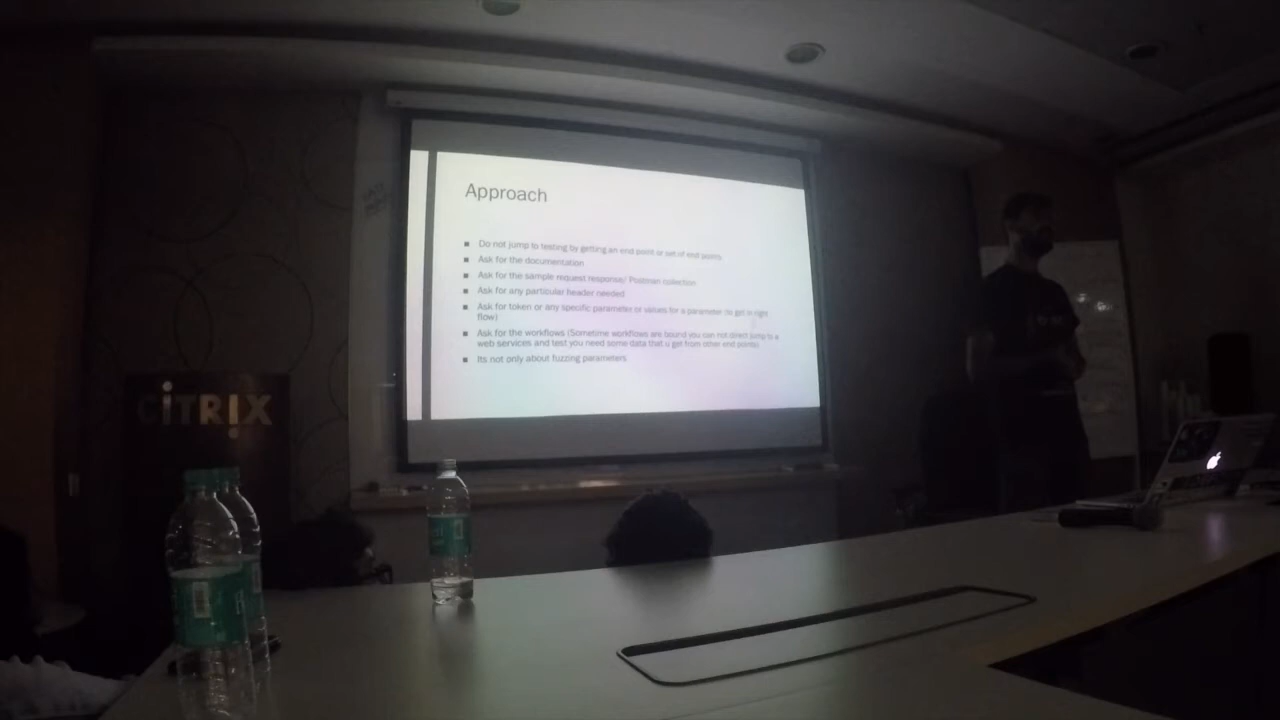 Approach
Do not jump to testing by getting an end point or set of end points
Ask for the documentation
Ask for the sample request response/ Postman collection
Ask for any particular header needed
Ask for token or any specific parameter or values for a parameter (to get in right
flow)
Ask for the workflows (Sometime workflows are bound you can not direct jump to a
web services and test you need some data that u get from other end points)
Its not only about fuzzing parameters
CİTRİX